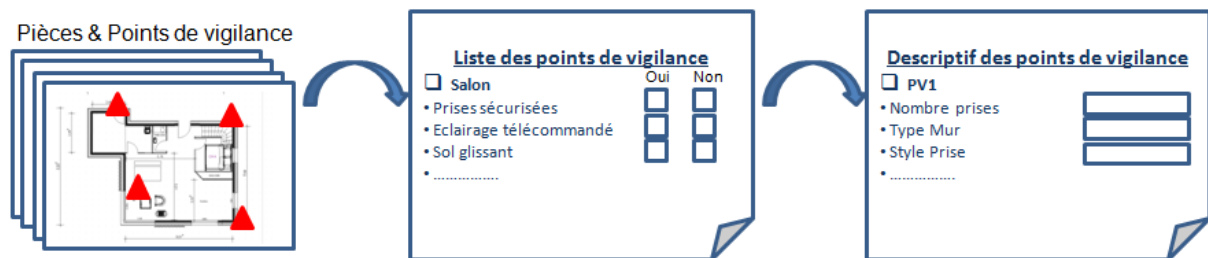 Pièces & Points de vigilance
Liste des points de vigilance
Oui Non
Salon
• Prises sécurisées
• Eclairage télécommandé
• Sol glissant
• ...............
Descriptif des points de vigilance
PV1
• Nombre prises
• Type Mur
• Style Prise
• ...............